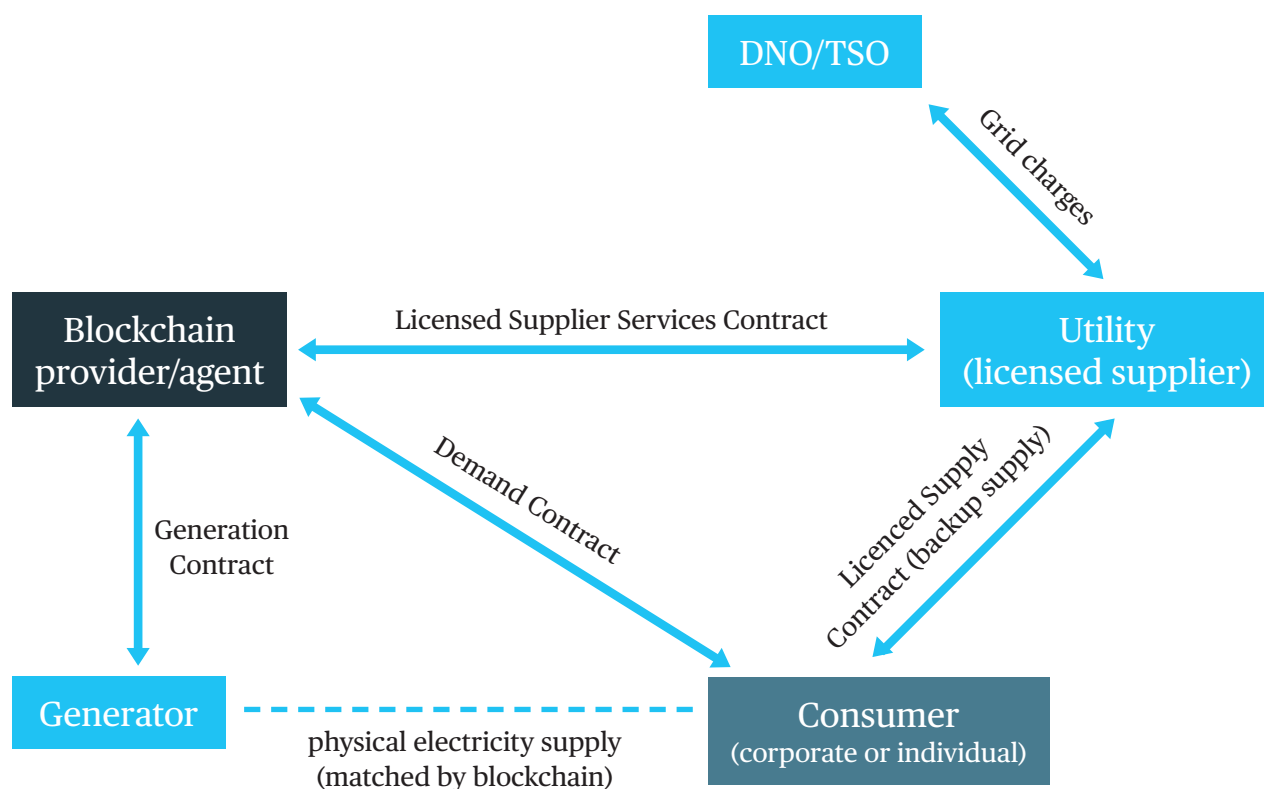 DNO/TSO
Grid charges
Blockchain
provider/agent
Licensed Supplier Services Contract
Utility
(licensed supplier)
Demand Contract
Licenced Supply
Contract (backup supply)
Generation
Contract
Generator
physical electricity supply
(matched by blockchain)
Consumer
(corporate or individual)